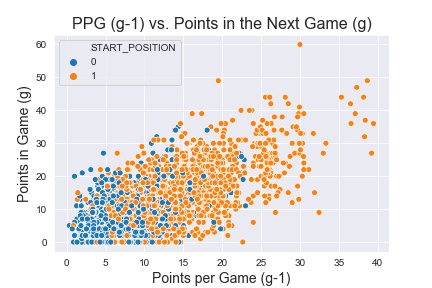 PPG (g-1) vs. Points in the Next Game (g)
START_POSITION
0
1
Points in Game (g)
60
50
40
30
20
10
0
0 5 10 15 20 25 30 35 40
Points per Game (g-1)